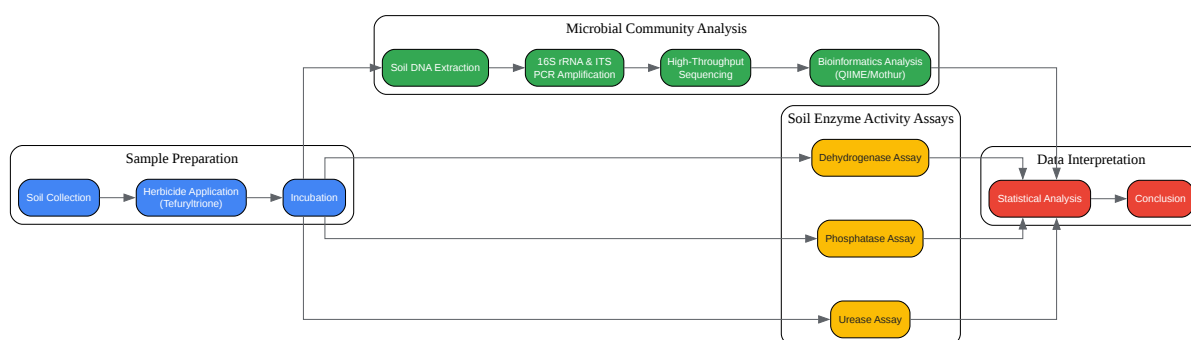 Microbial Community Analysis
Soil DNA Extraction
16S rRNA & ITS
PCR Amplification
High-Throughput
Sequencing
Bioinformatics Analysis
(QIIME/Mothur)
Soil Enzyme Activity Assays
Dehydrogenase Assay
Phosphatase Assay
Urease Assay
Sample Preparation
Soil Collection
Herbicide Application
(Tefuryltrione)
Incubation
Data Interpretation
Statistical Analysis
Conclusion